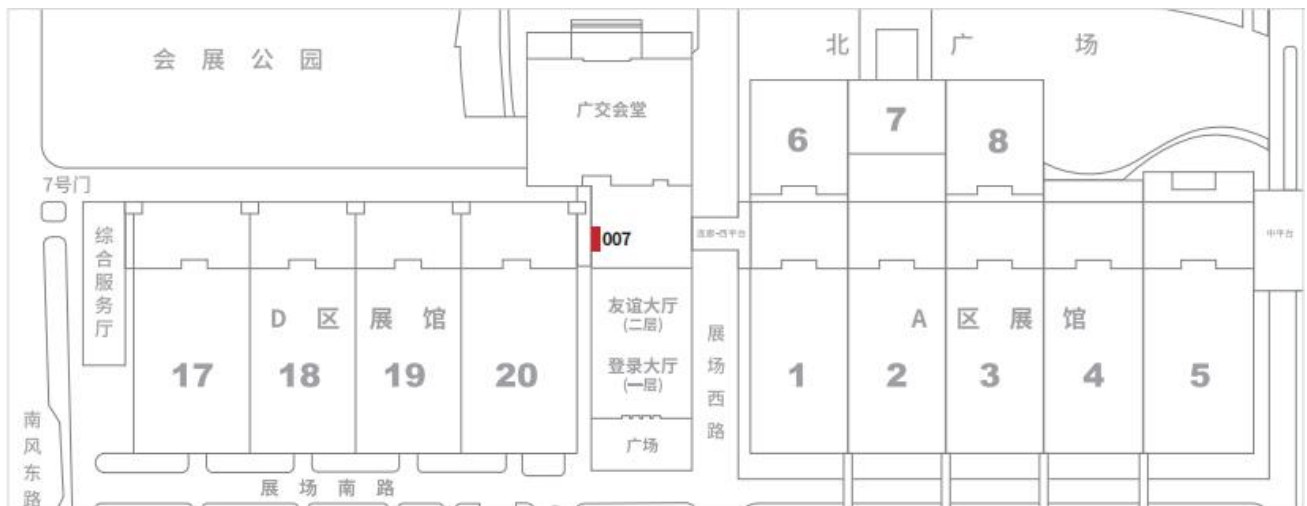 会展公园
北广场
广交会堂
6
7
8
7号门
综合服务厅
007
连廊-西平台
中平台
友谊大厅
(二层)
D区展馆
A区展馆
展场西路
登录大厅
(一层)
17
18
19
20
1
2
3
4
5
南风东路
广场
展场南路